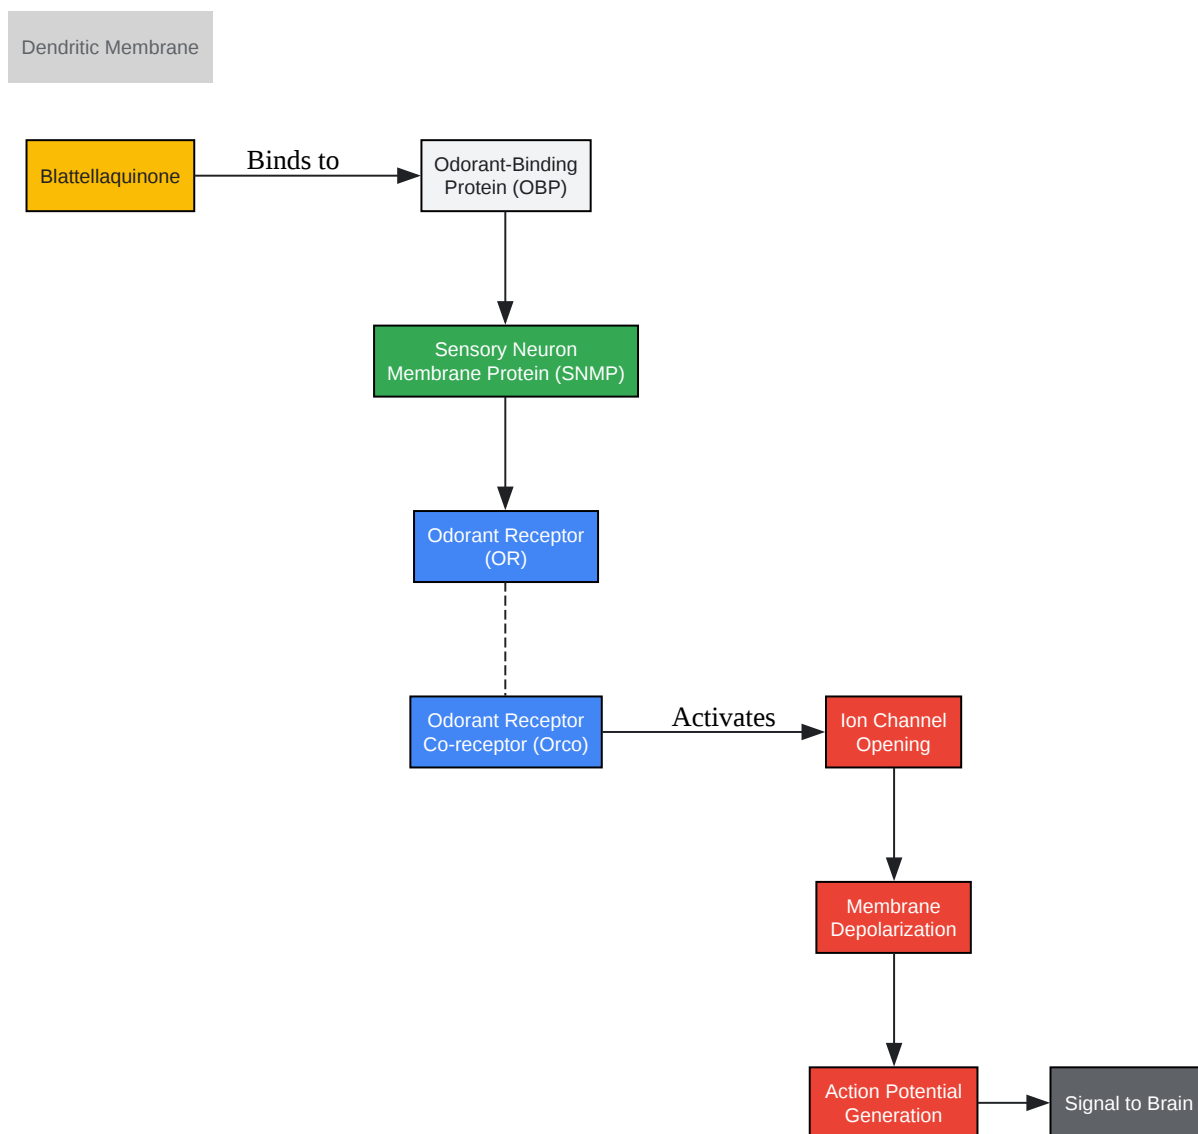 Dendritic Membrane
Blattellaquinone
Binds to
Odorant-Binding
Protein (OBP)
Sensory Neuron
Membrane Protein (SNMP)
Odorant Receptor
(OR)
Odorant Receptor
Co-receptor (Orco)
Activates
Ion Channel
Opening
Membrane
Depolarization
Action Potential
Generation
Signal to Brain